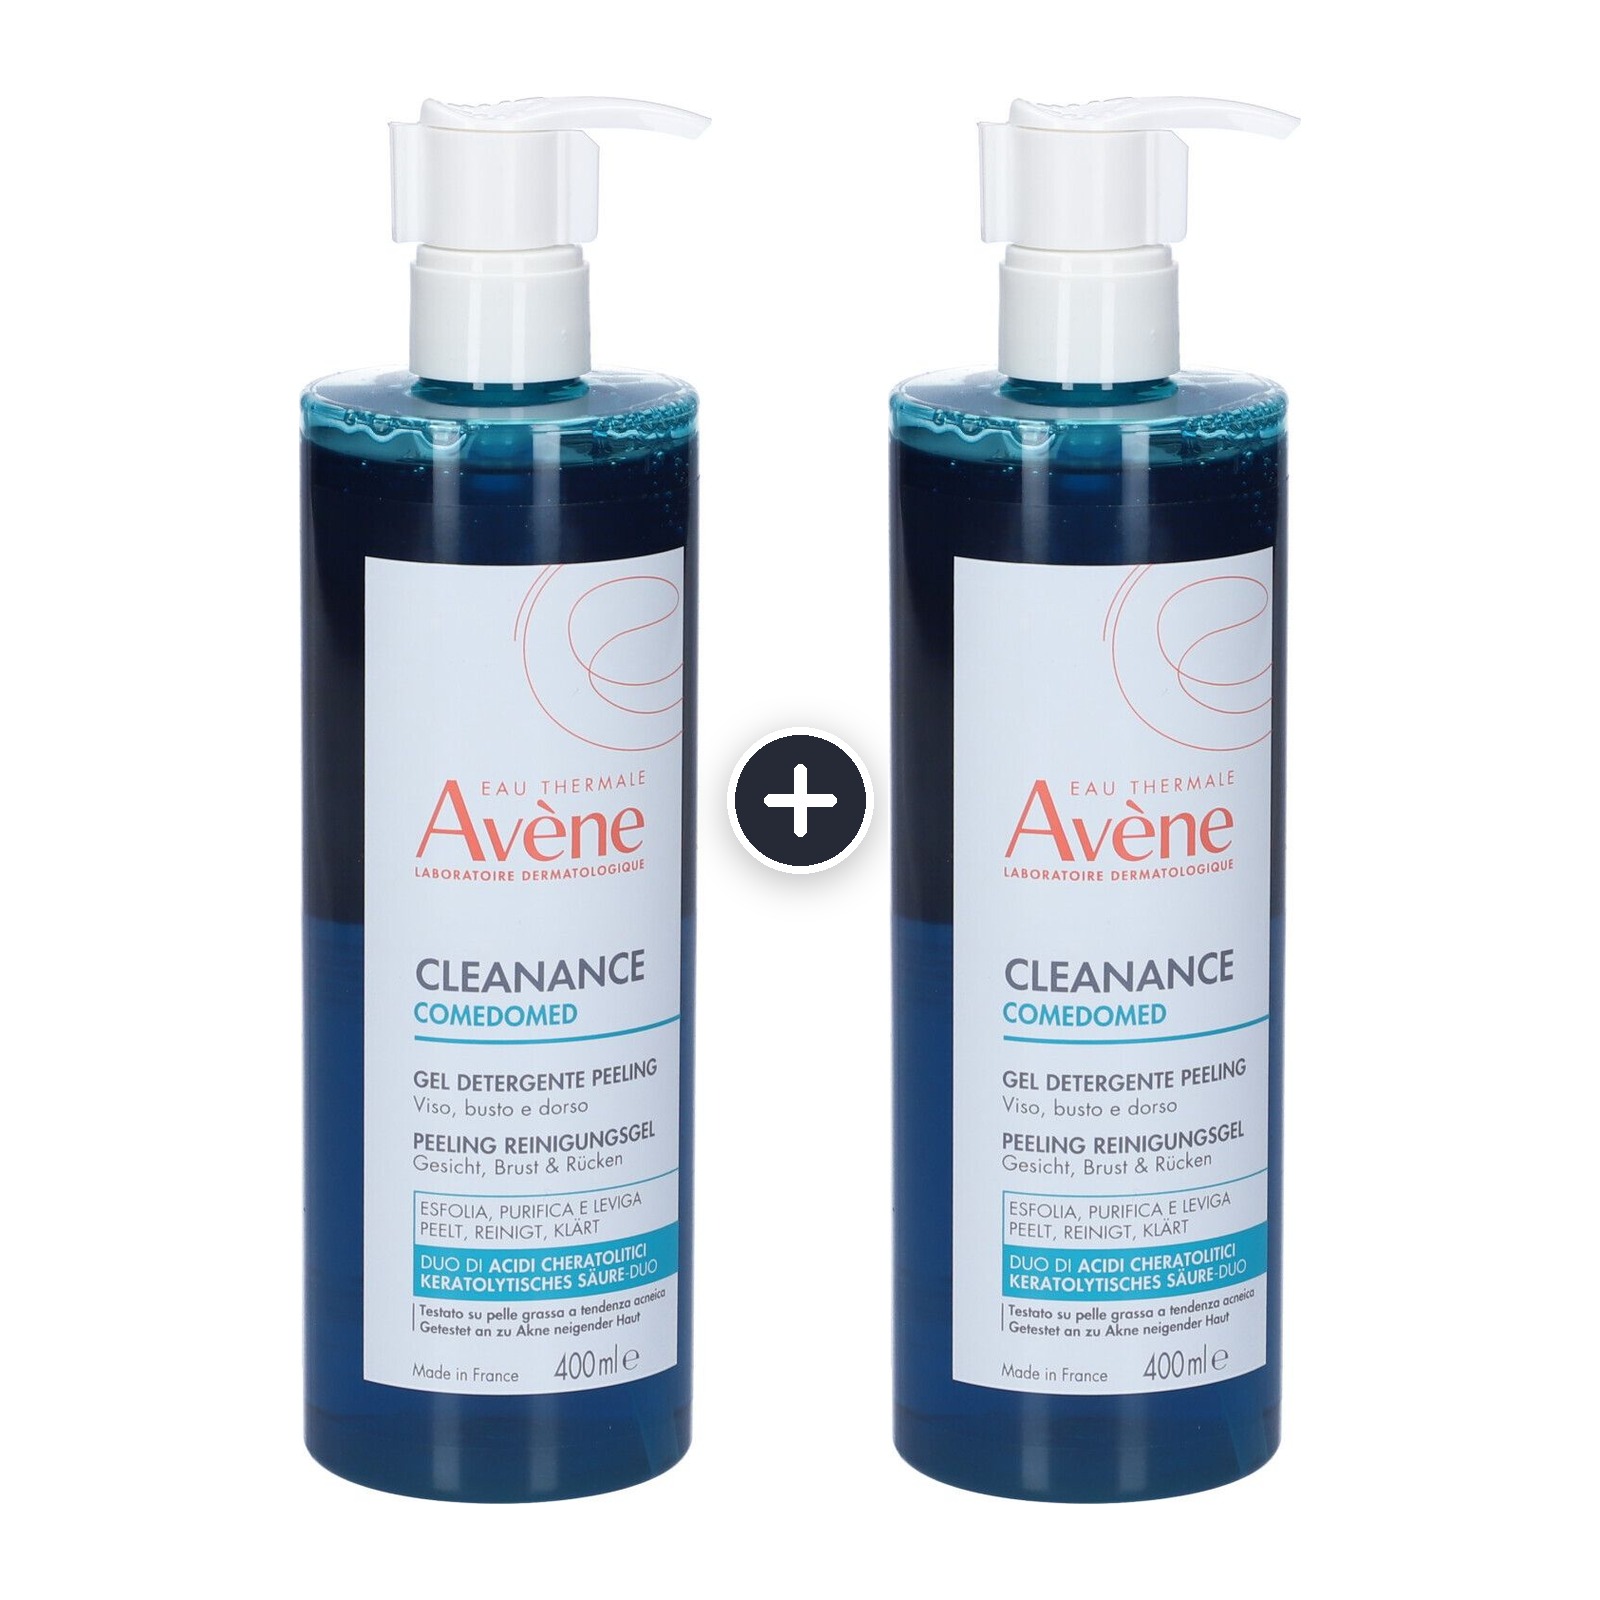 EAU THERMALE
Avène
LABORATOIRE DERMATOLOGIQUE
CLEANANCE
COMEDOMED
GEL DETERGENTE PEELING
Viso, busto e dorso
PEELING REINIGUNGSGEL
Gesicht, Brust & Rücken
ESFOLIA, PURIFICA E LEVIGA
PEELT, REINIGT, KLÄRT
DUO DI ACIDI CHERATOLITICI
KERATOLYTISCHES SÄURE-DUO
Testato su pelle grassa a tendenza acneica
Getestet an zu Akne neigender Haut
Made in France 400 ml e
EAU THERMALE
Avène
LABORATOIRE DERMATOLOGIQUE
CLEANANCE
COMEDOMED
GEL DETERGENTE PEELING
Viso, busto e dorso
PEELING REINIGUNGSGEL
Gesicht, Brust & Rücken
ESFOLIA, PURIFICA E LEVIGA
PEELT, REINIGT, KLÄRT
DUO DI ACIDI CHERATOLITICI
KERATOLYTISCHES SÄURE-DUO
Testato su pelle grassa a tendenza acneica
Getestet an zu Akne neigender Haut
Made in France 400 ml e